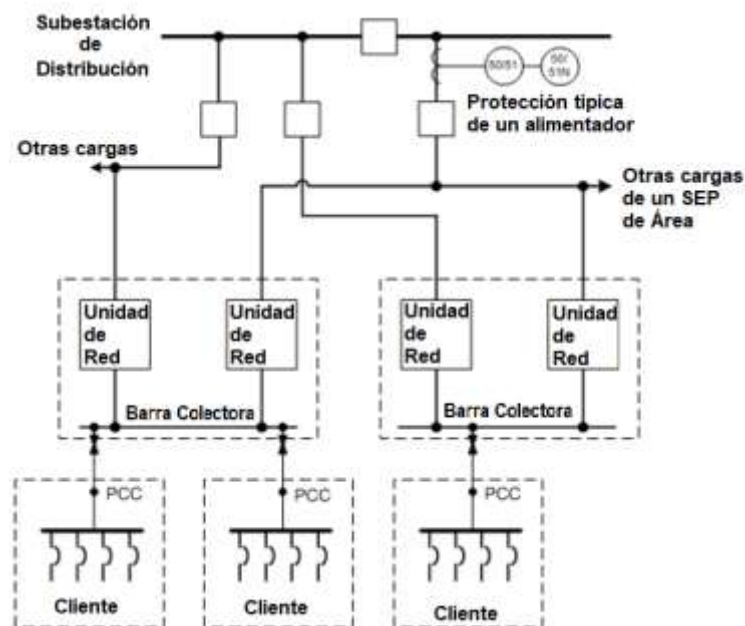 Subestación
de
Distribución
50/51
50/
51N
Protección tipica
de un alimentador
Otras cargas
Otras cargas
de un SEP
de Área
Unidad
de
Red
Unidad
de
Red
Unidad
de
Red
Unidad
de
Red
Barra Colectora
Barra Colectora
PCC
PCC
PCC
Cliente
Cliente
Cliente